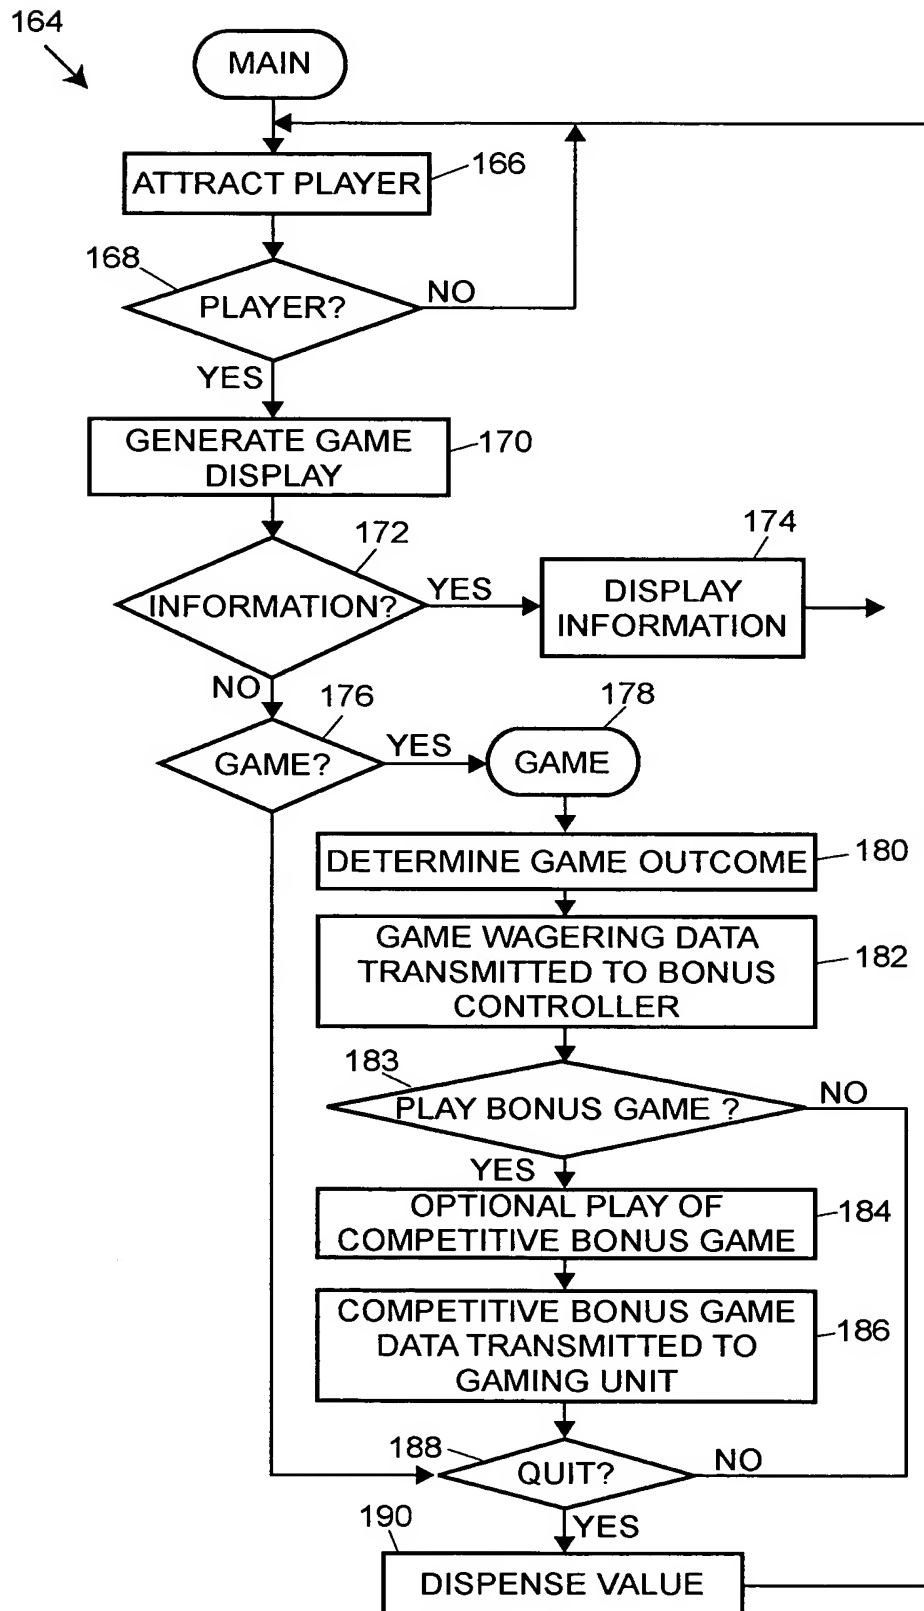 164
MAIN
ATTRACT PLAYER
166
168
PLAYER?
NO
YES
GENERATE GAME
DISPLAY
170
172
INFORMATION?
YES
174
DISPLAY
INFORMATION
NO
176
GAME?
YES
178
GAME
DETERMINE GAME OUTCOME
180
GAME WAGERING DATA
TRANSMITTED TO BONUS
CONTROLLER
182
183
PLAY BONUS GAME ?
NO
YES
OPTIONAL PLAY OF
COMPETITIVE BONUS GAME
184
COMPETITIVE BONUS GAME
DATA TRANSMITTED TO
GAMING UNIT
186
188
QUIT?
NO
YES
190
DISPENSE VALUE